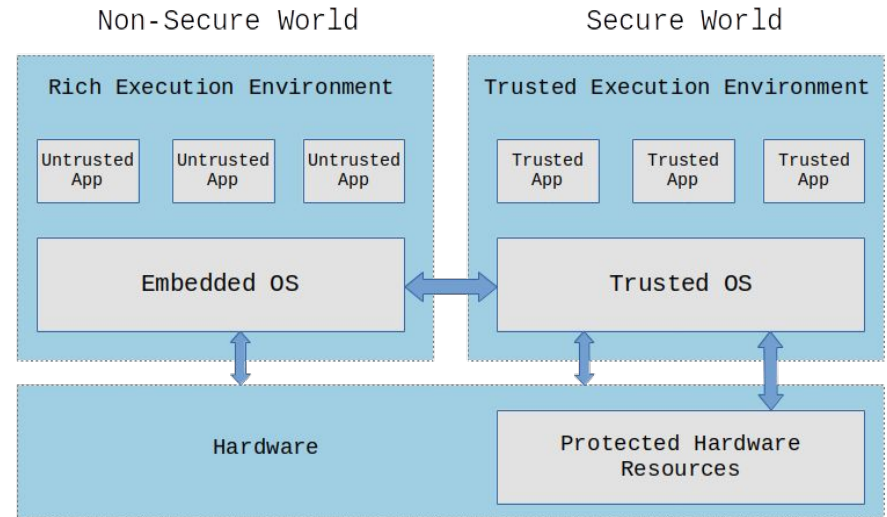 Non-Secure World
Secure World
Rich Execution Environment
Trusted Execution Environment
Untrusted
App
Untrusted
App
Untrusted
App
Trusted
App
Trusted
App
Trusted
App
Embedded OS
Trusted OS
Hardware
Protected Hardware
Resources